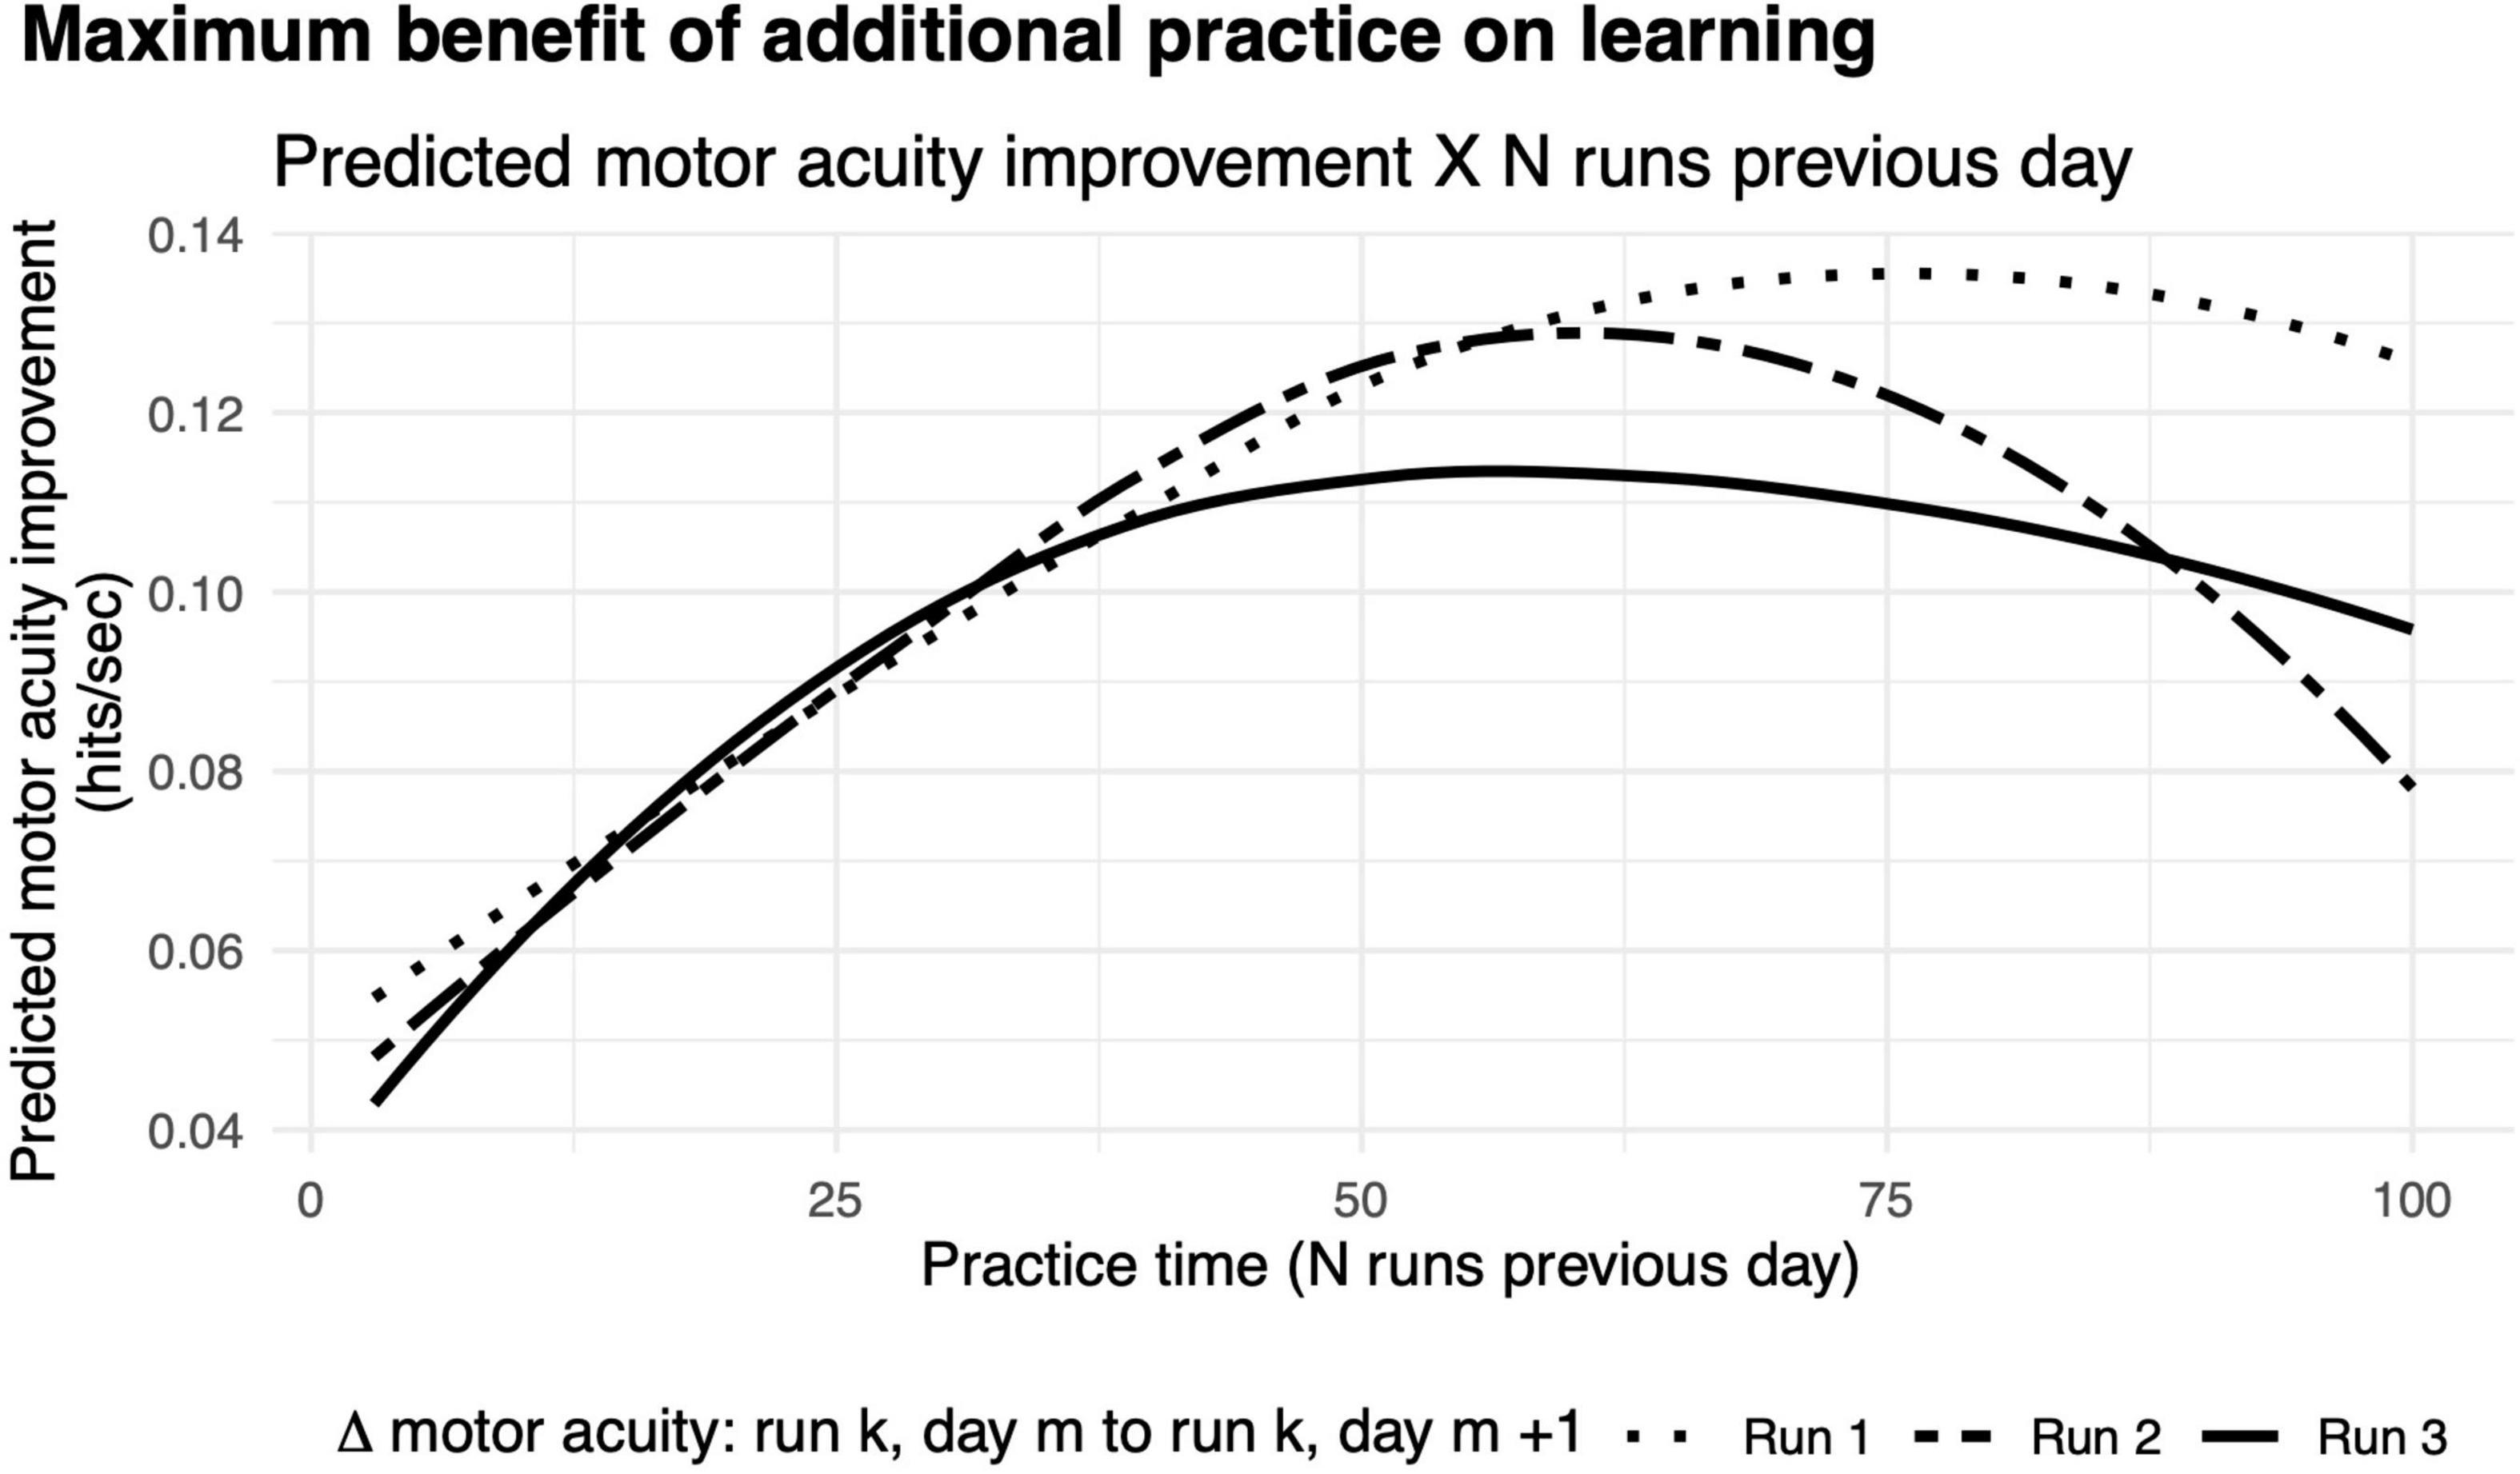 Maximum benefit of additional practice on learning
Predicted motor acuity improvement X N runs previous day
Predicted motor acuity improvement
(hits/sec)
0.14
0.12
0.10
0.08
0.06
0.04
0 25 50 75 100
Practice time (N runs previous day)
Δ motor acuity: run k, day m to run k, day m +1 Run 1 Run 2 Run 3